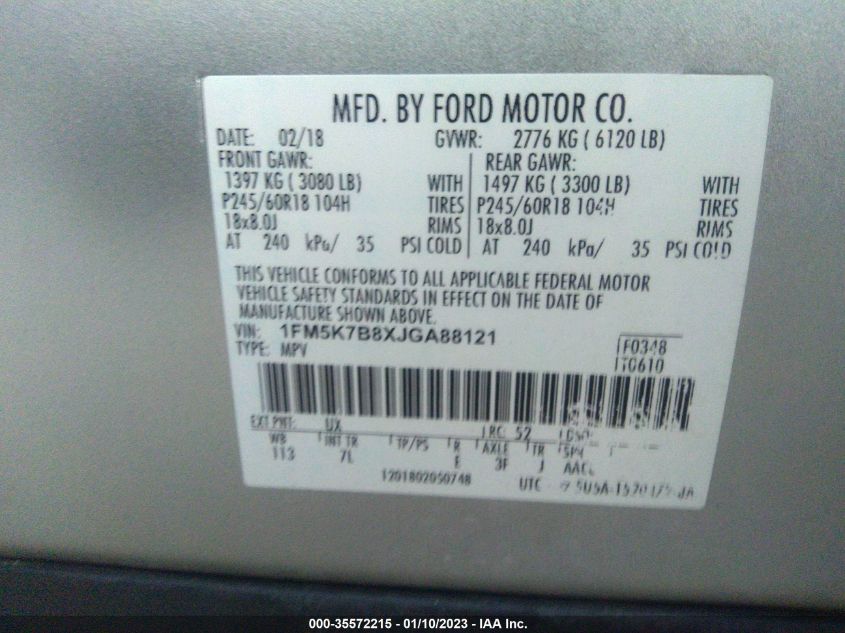 MFD. BY FORD MOTOR CO.
DATE: 02/18 GVWR: 2776 KG ( 6120 LB)
FRONT GAWR: REAR GAWR:
1397 KG ( 3080 LB) WITH 1497 KG ( 3300 LB) WITH
P245/60R18 104H TIRES P245/60R18 104H TIRES
18x8.0J RIMS 18x8.0J RIMS
AT 240 kPa/ 35 PSI COLD AT 240 kPa/ 35 PSI COLD
THIS VEHICLE CONFORMS TO ALL APPLICABLE FEDERAL MOTOR
VEHICLE SAFETY STANDARDS IN EFFECT ON THE DATE OF
MANUFACTURE SHOWN ABOVE.
VIN: 1FM5K7B8XJGA88121
TYPE: MPV
F0348
T0610
EXT PNT: UX RC: 52 DSO:
WB INT TR TP/PS R AXLE TR
113 7L E 3F J
1201802050748 UTC
000-35572215 - 01/10/2023 - IAA Inc.